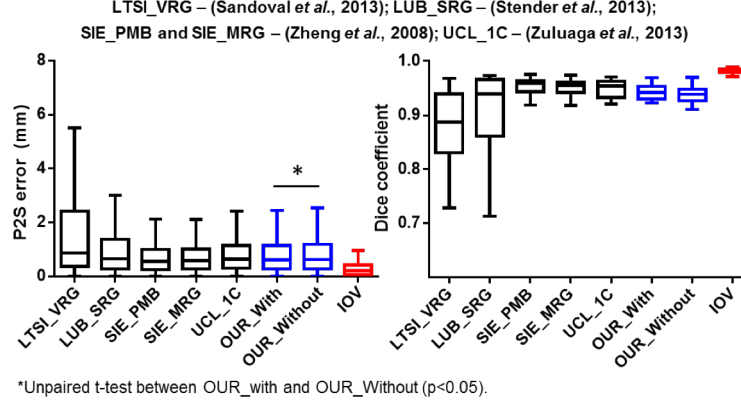 LTSI_VRG – (Sandoval et al., 2013); LUB_SRG – (Stender et al., 2013);
SIE_PMB and SIE_MRG – (Zheng et al., 2008); UCL_1C – (Zuluaga et al., 2013)
P2S error (mm)
8
6
4
2
0
*
LTSI_VRG
LUB_SRG
SIE_PMB
SIE_MRG
UCL_1C
OUR_With
OUR_Without
IOV
Dice coefficient
1.0
0.9
0.8
0.7
LTSI_VRG
LUB_SRG
SIE_PMB
SIE_MRG
UCL_1C
OUR_With
OUR_Without
IOV
*Unpaired t-test between OUR_with and OUR_Without (p<0.05).